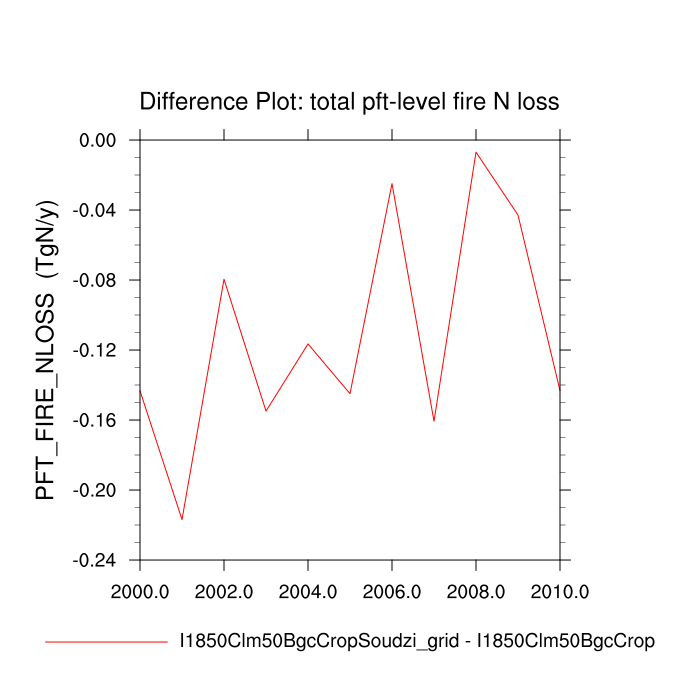 Difference Plot: total pft-level fire N loss
PFT_FIRE_NLOSS (TgN/y)
0.00
-0.04
-0.08
-0.12
-0.16
-0.20
-0.24
2000.0 2002.0 2004.0 2006.0 2008.0 2010.0
I1850Clm50BgcCropSoudzi_grid - I1850Clm50BgcCrop